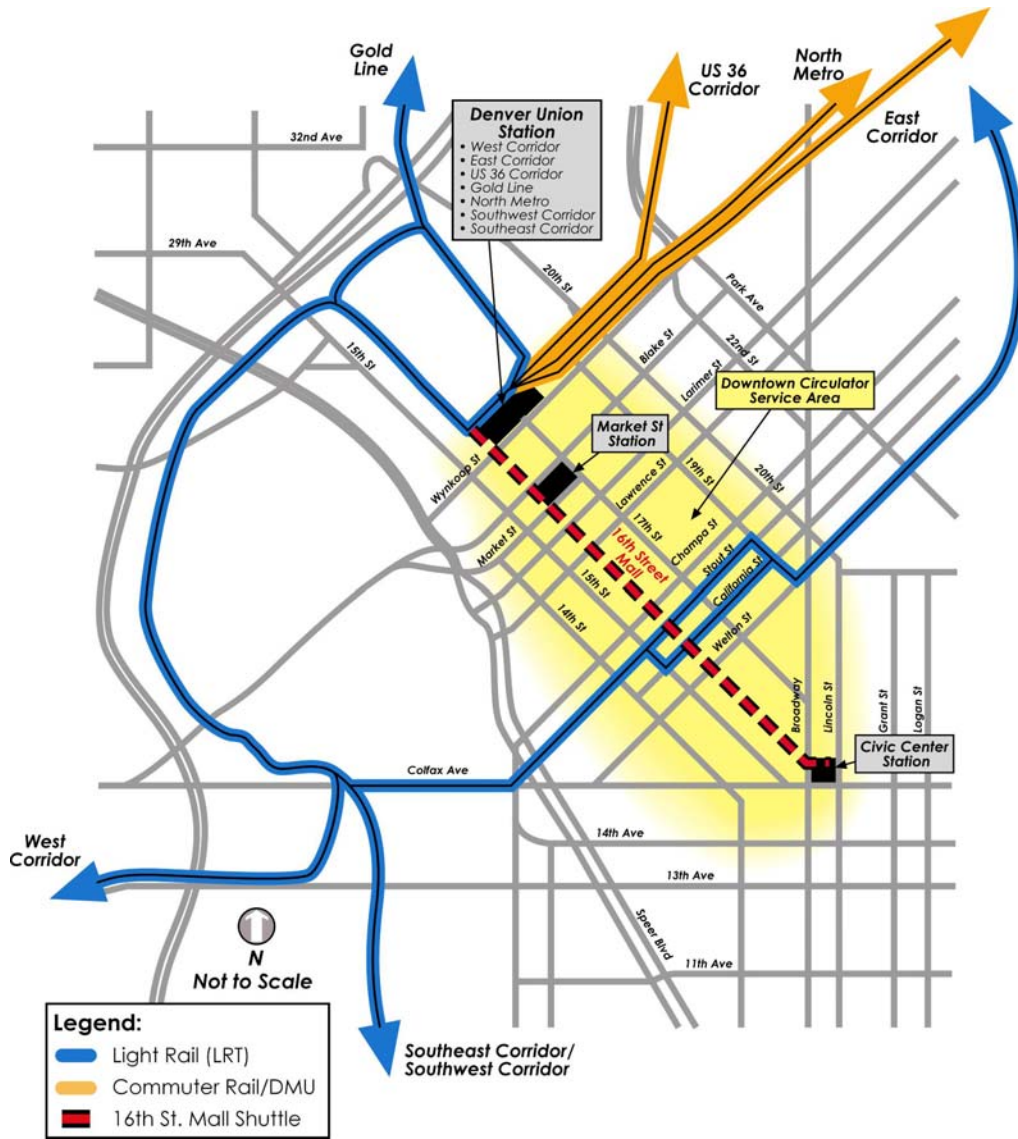 Gold
Line
US 36
Corridor
North
Metro
East
Corridor
Denver Union
Station
• West Corridor
• East Corridor
• US 36 Corridor
• Gold Line
• North Metro
• Southwest Corridor
• Southeast Corridor
32nd Ave
29th Ave
15th St
20th St
Park Ave
Blake St
22nd St
Larimer St
Downtown Circulator
Service Area
Market St
Station
Wynkoop St
Lawrence St
19th St
20th St
17th St
Market St
Champa St
16th Street
Mall
Stout St
California St
15th St
14th St
Welton St
Broadway
Lincoln St
Grant St
Logan St
Civic Center
Station
Colfax Ave
14th Ave
13th Ave
West
Corridor
Speer Blvd
11th Ave
N
Not to Scale
Legend:
Light Rail (LRT)
Commuter Rail/DMU
16th St. Mall Shuttle
Southeast Corridor/
Southwest Corridor